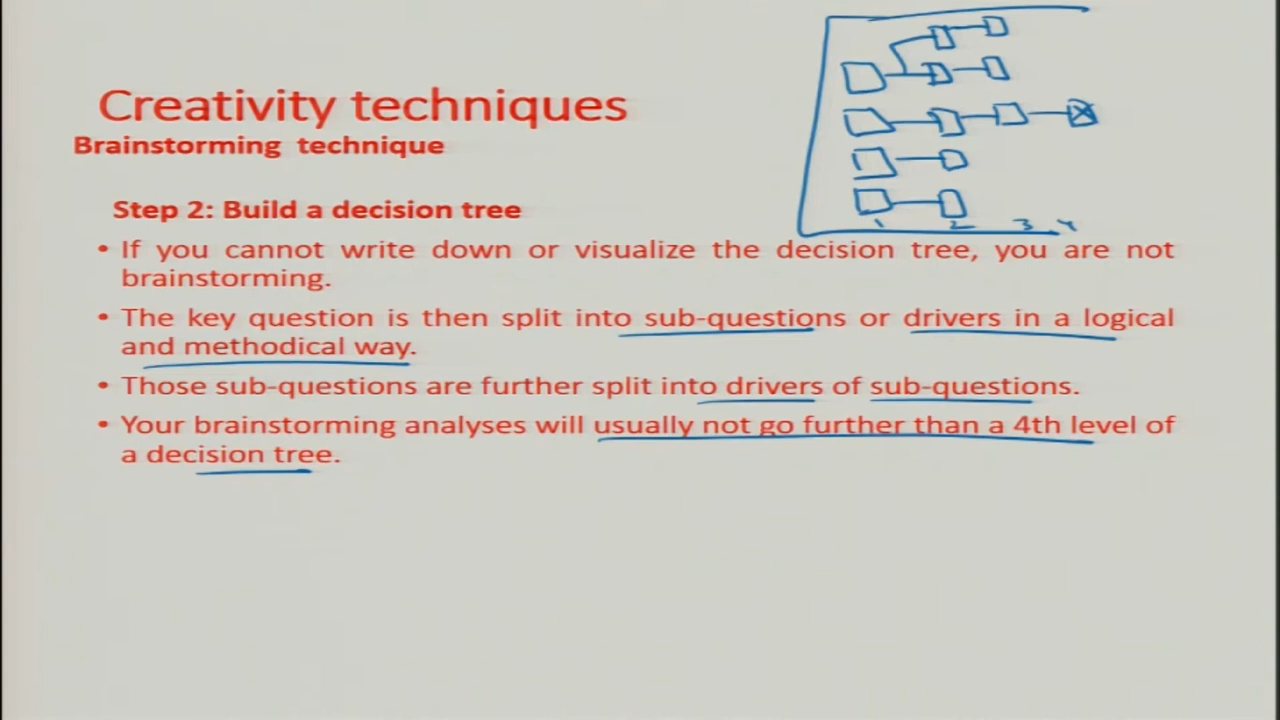 Creativity techniques
Brainstorming technique
1 2 3 4
Step 2: Build a decision tree
• If you cannot write down or visualize the decision tree, you are not
brainstorming.
• The key question is then split into sub-questions or drivers in a logical
and methodical way.
• Those sub-questions are further split into drivers of sub-questions.
• Your brainstorming analyses will usually not go further than a 4th level of
a decision tree.